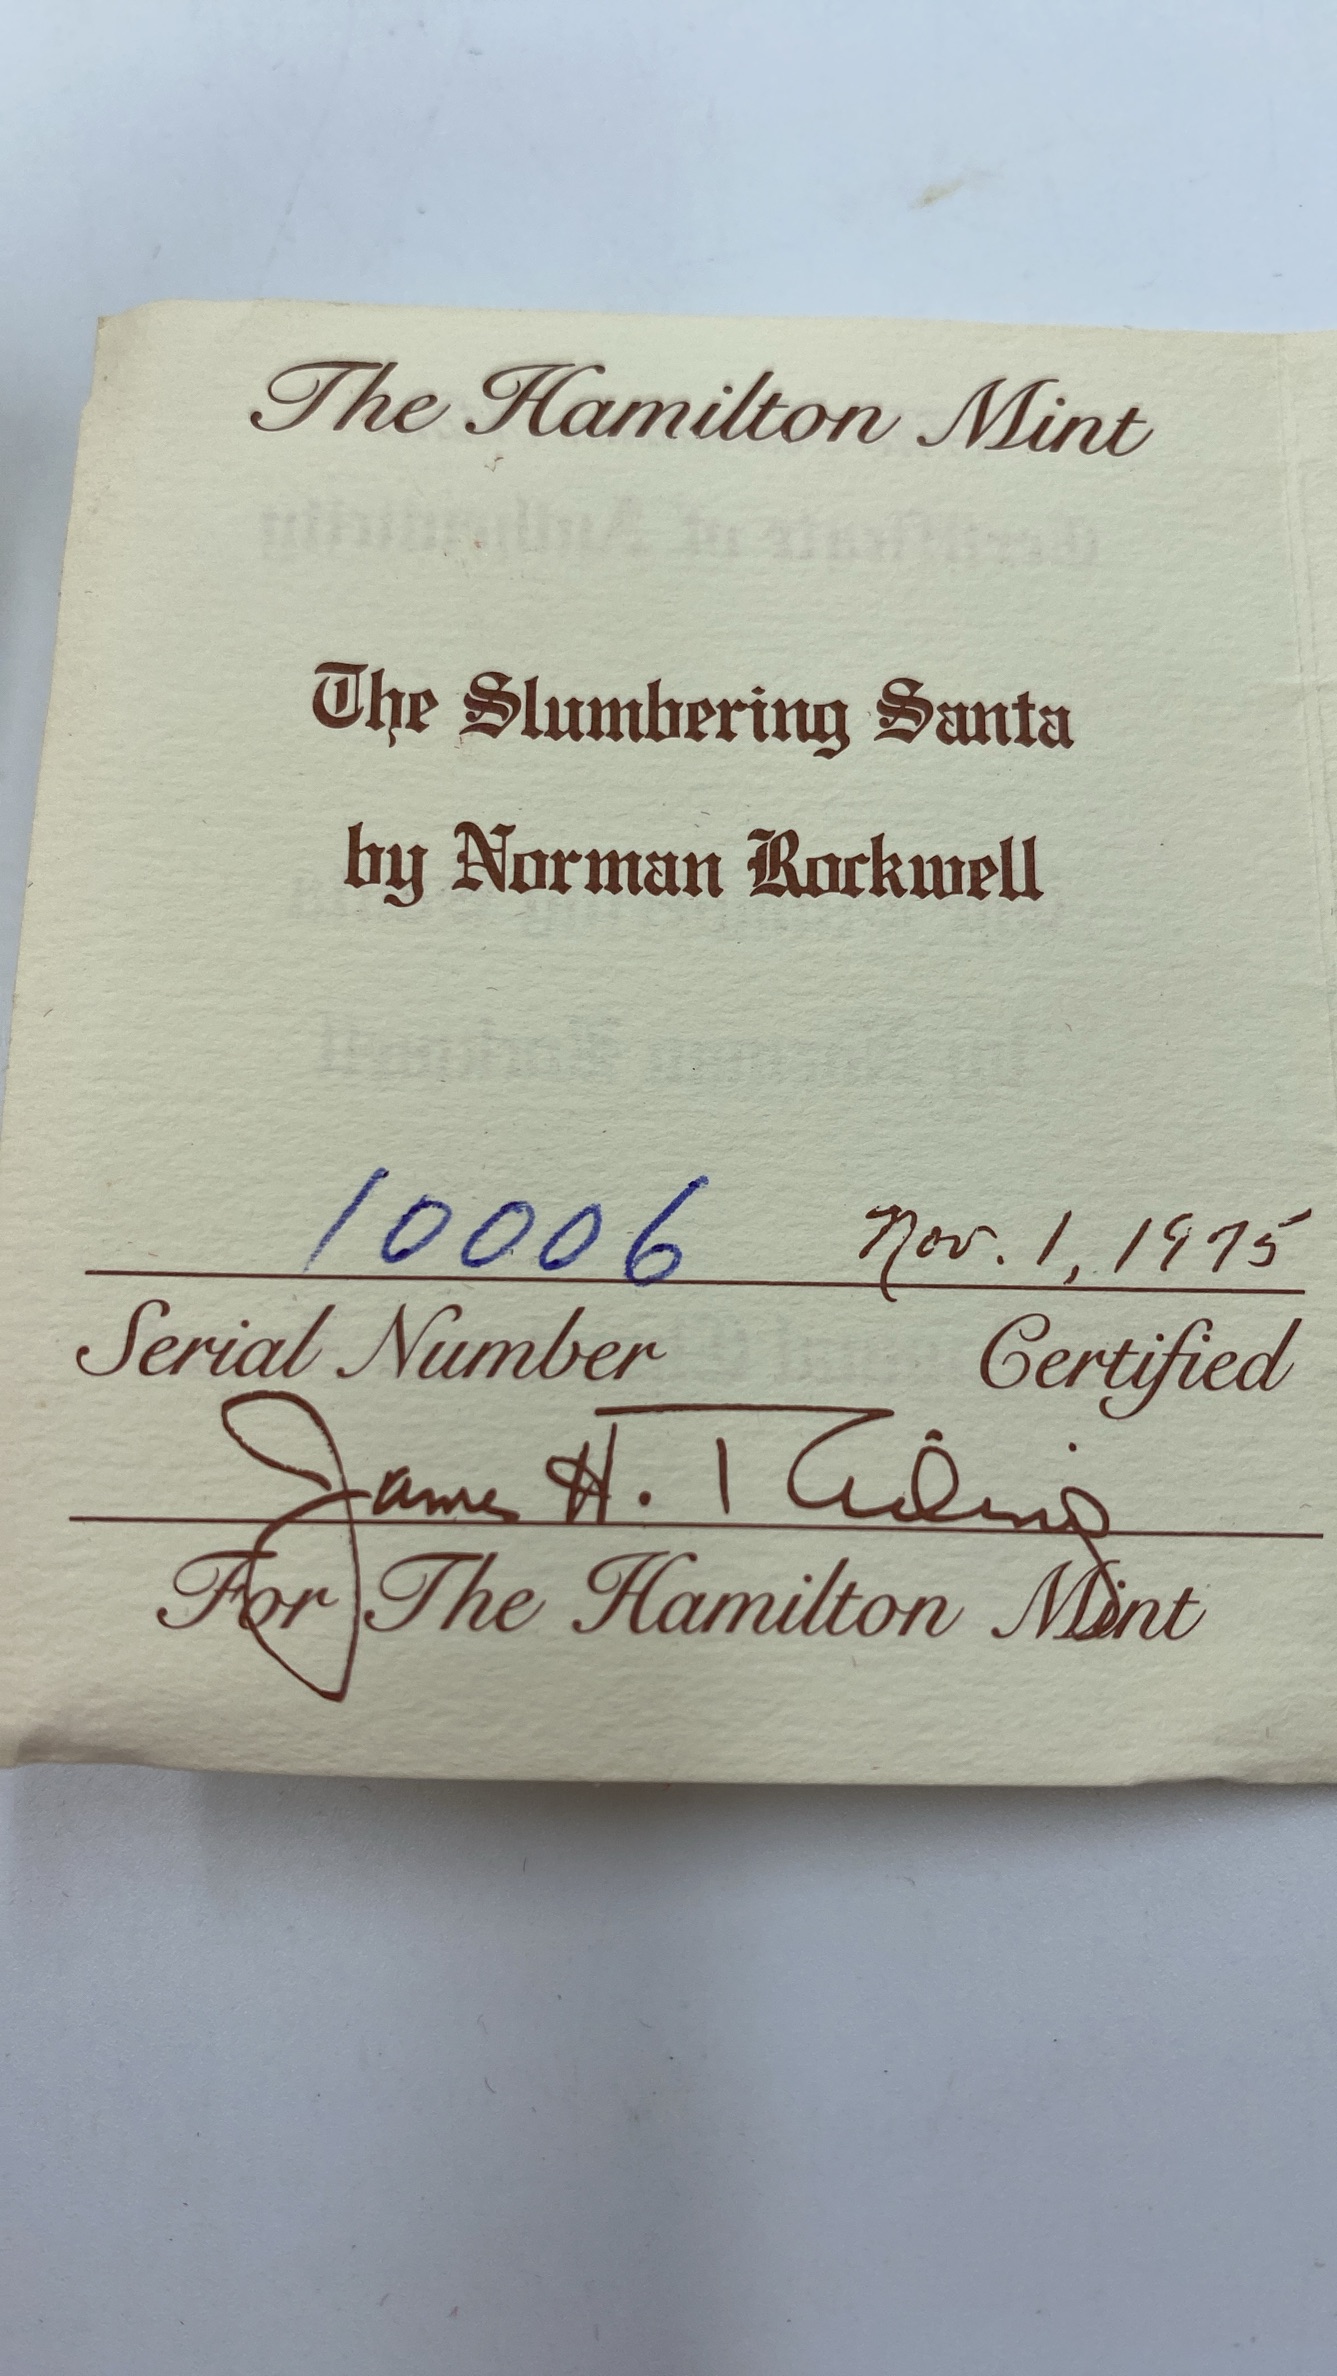 The Hamilton Mint
The Slumbering Santa
by Norman Rockwell
10006 Nov. 1, 1975
Serial Number Certified
James H.
For The Hamilton Mint